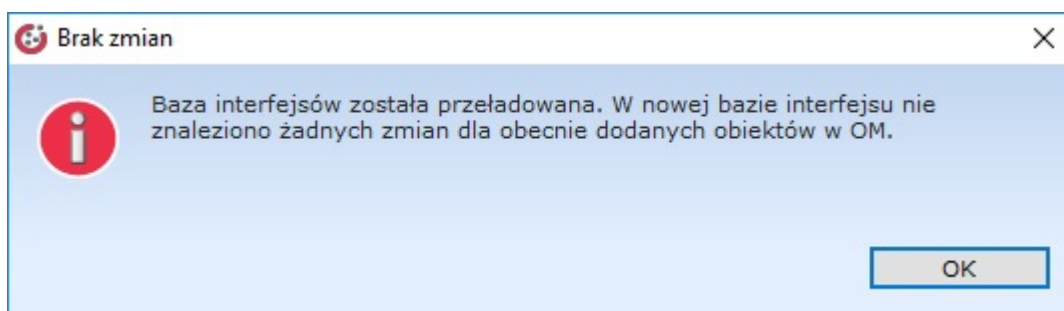 Brak zmian
Baza interfejsów została przeładowana. W nowej bazie interfejsu nie
znaleziono żadnych zmian dla obecnie dodanych obiektów w OM.
OK